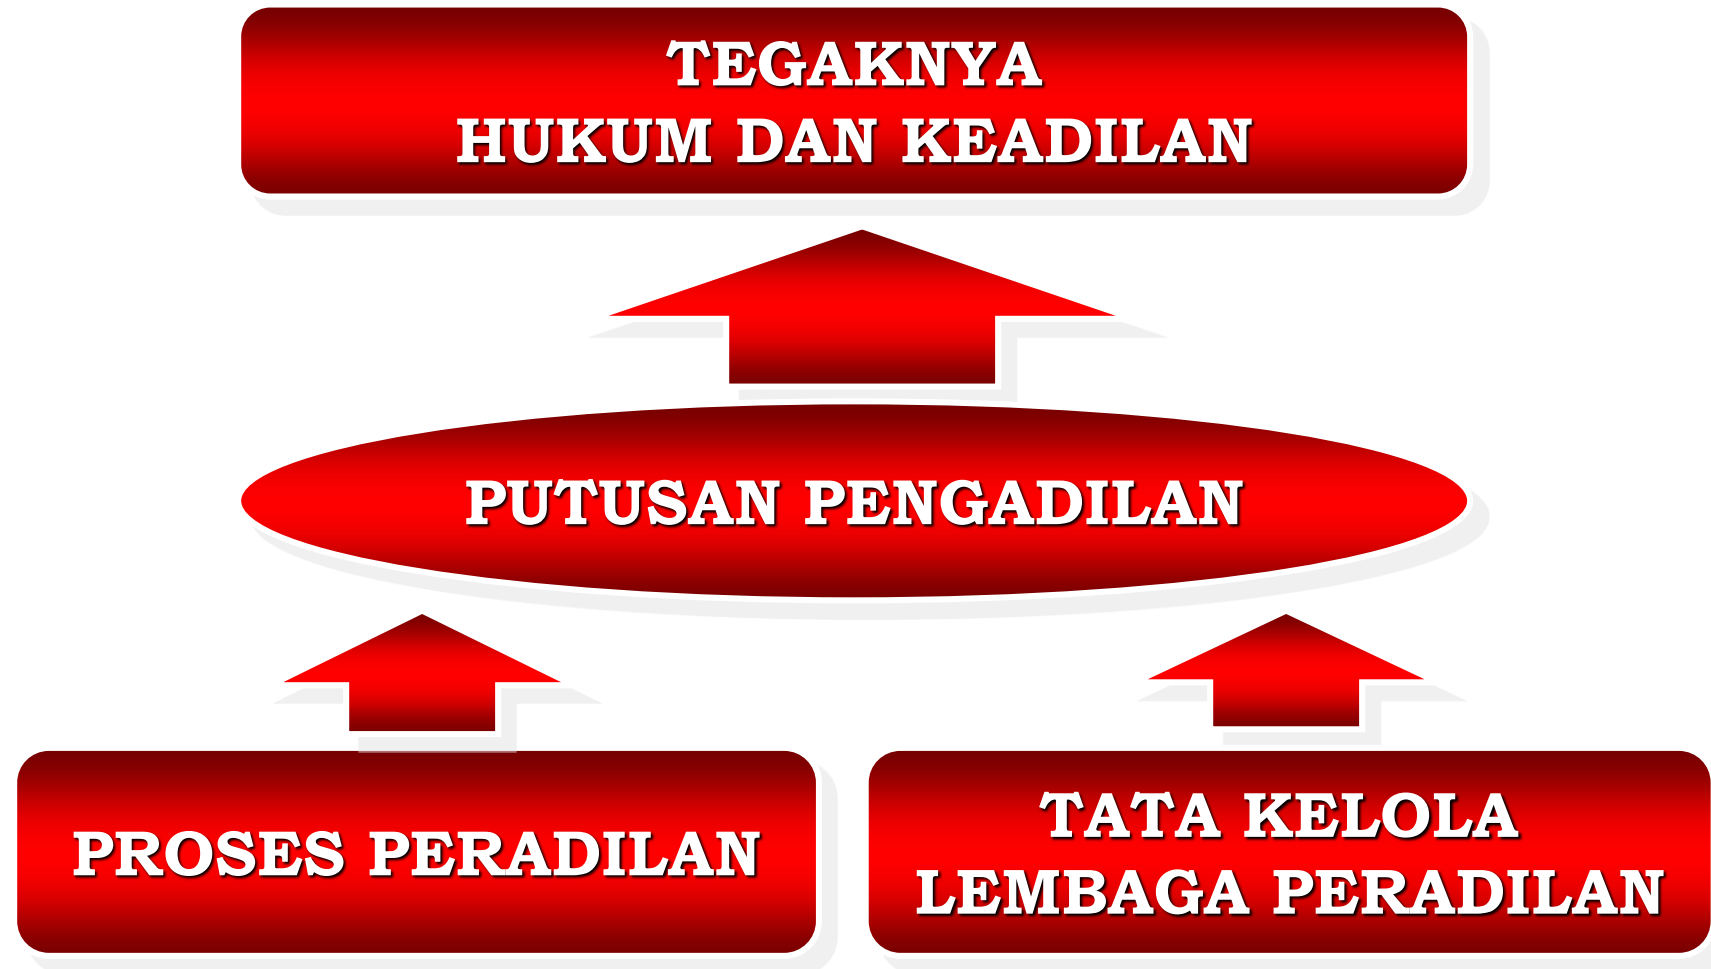 TEGAKNYA
HUKUM DAN KEADILAN
PUTUSAN PENGADILAN
PROSES PERADILAN
TATA KELOLA
LEMBAGA PERADILAN